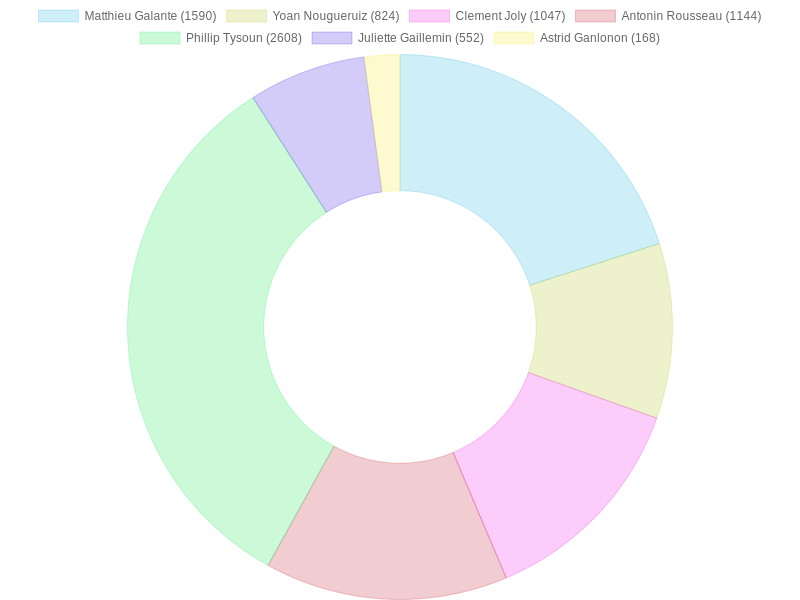 Matthieu Galante (1590) Yoan Nougueruiz (824) Clement Joly (1047) Antonin Rousseau (1144)
Phillip Tysoun (2608) Juliette Gaillemin (552) Astrid Ganlonon (168)